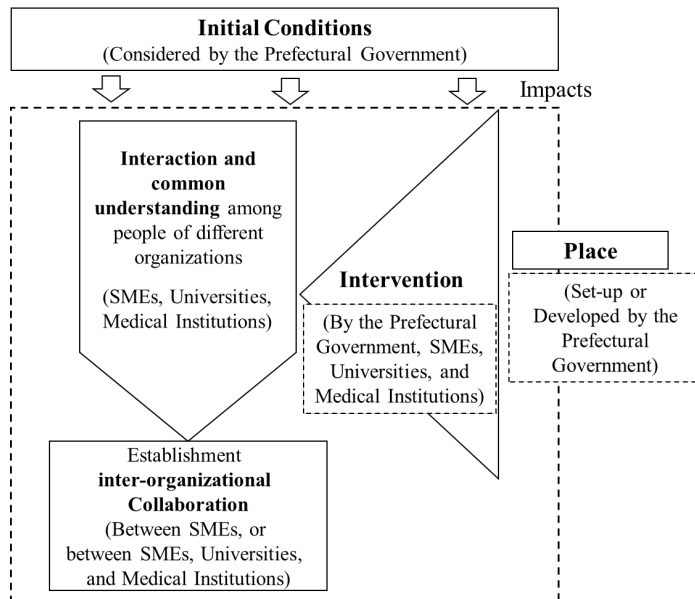 Initial Conditions
(Considered by the Prefectural Government)
Impacts
Interaction and
common
understanding among
people of different
organizations
(SMEs, Universities,
Medical Institutions)
Intervention
(By the Prefectural
Government, SMEs,
Universities, and
Medical Institutions)
Place
(Set-up or
Developed by the
Prefectural
Government)
Establishment
inter-organizational
Collaboration
(Between SMEs, or
between SMEs, Universities,
and Medical Institutions)